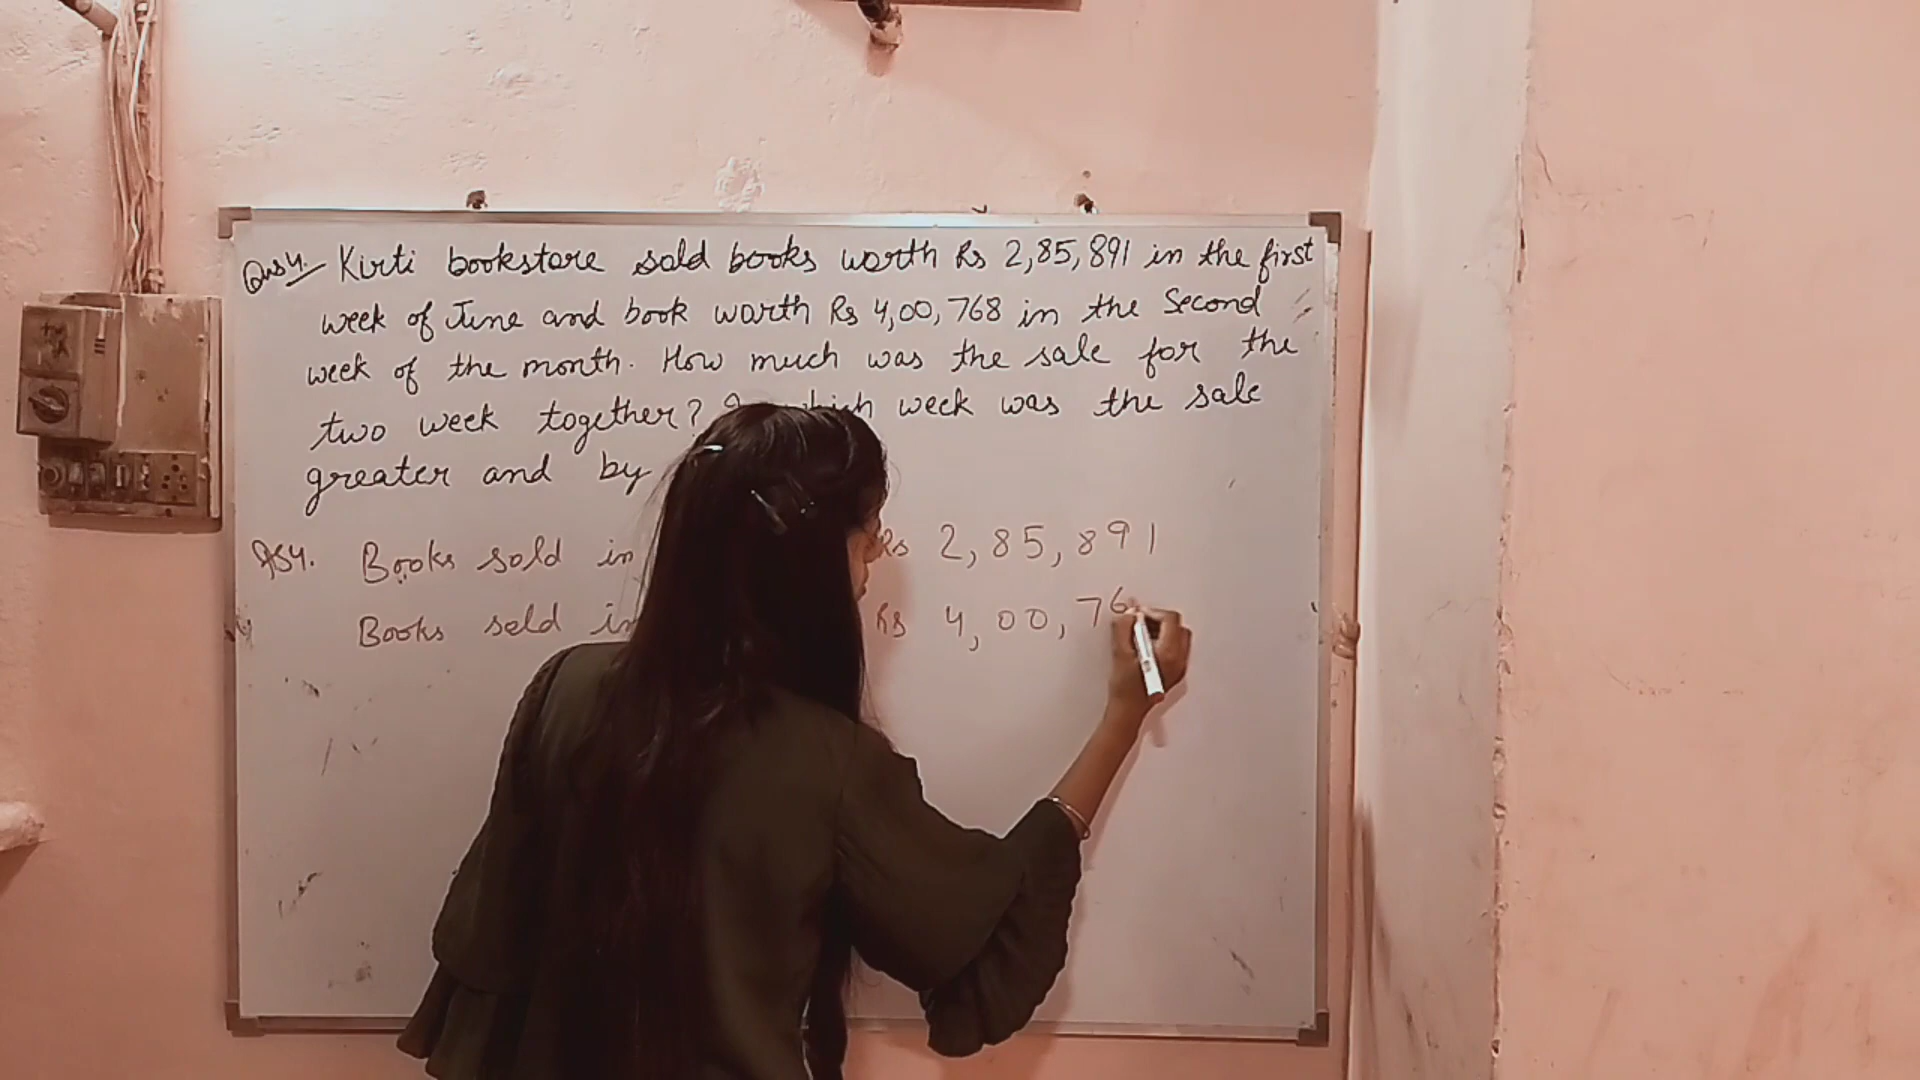 Qns4. Kirti bookstore sold books worth Rs 2,85,891 in the first
week of June and book worth Rs 4,00,768 in the Second
week of the month. How much was the sale for the
two week together? which week was the sale
greater and by
AS4. Books sold in Rs 2,85,891
Books sold in Rs 4,00,76